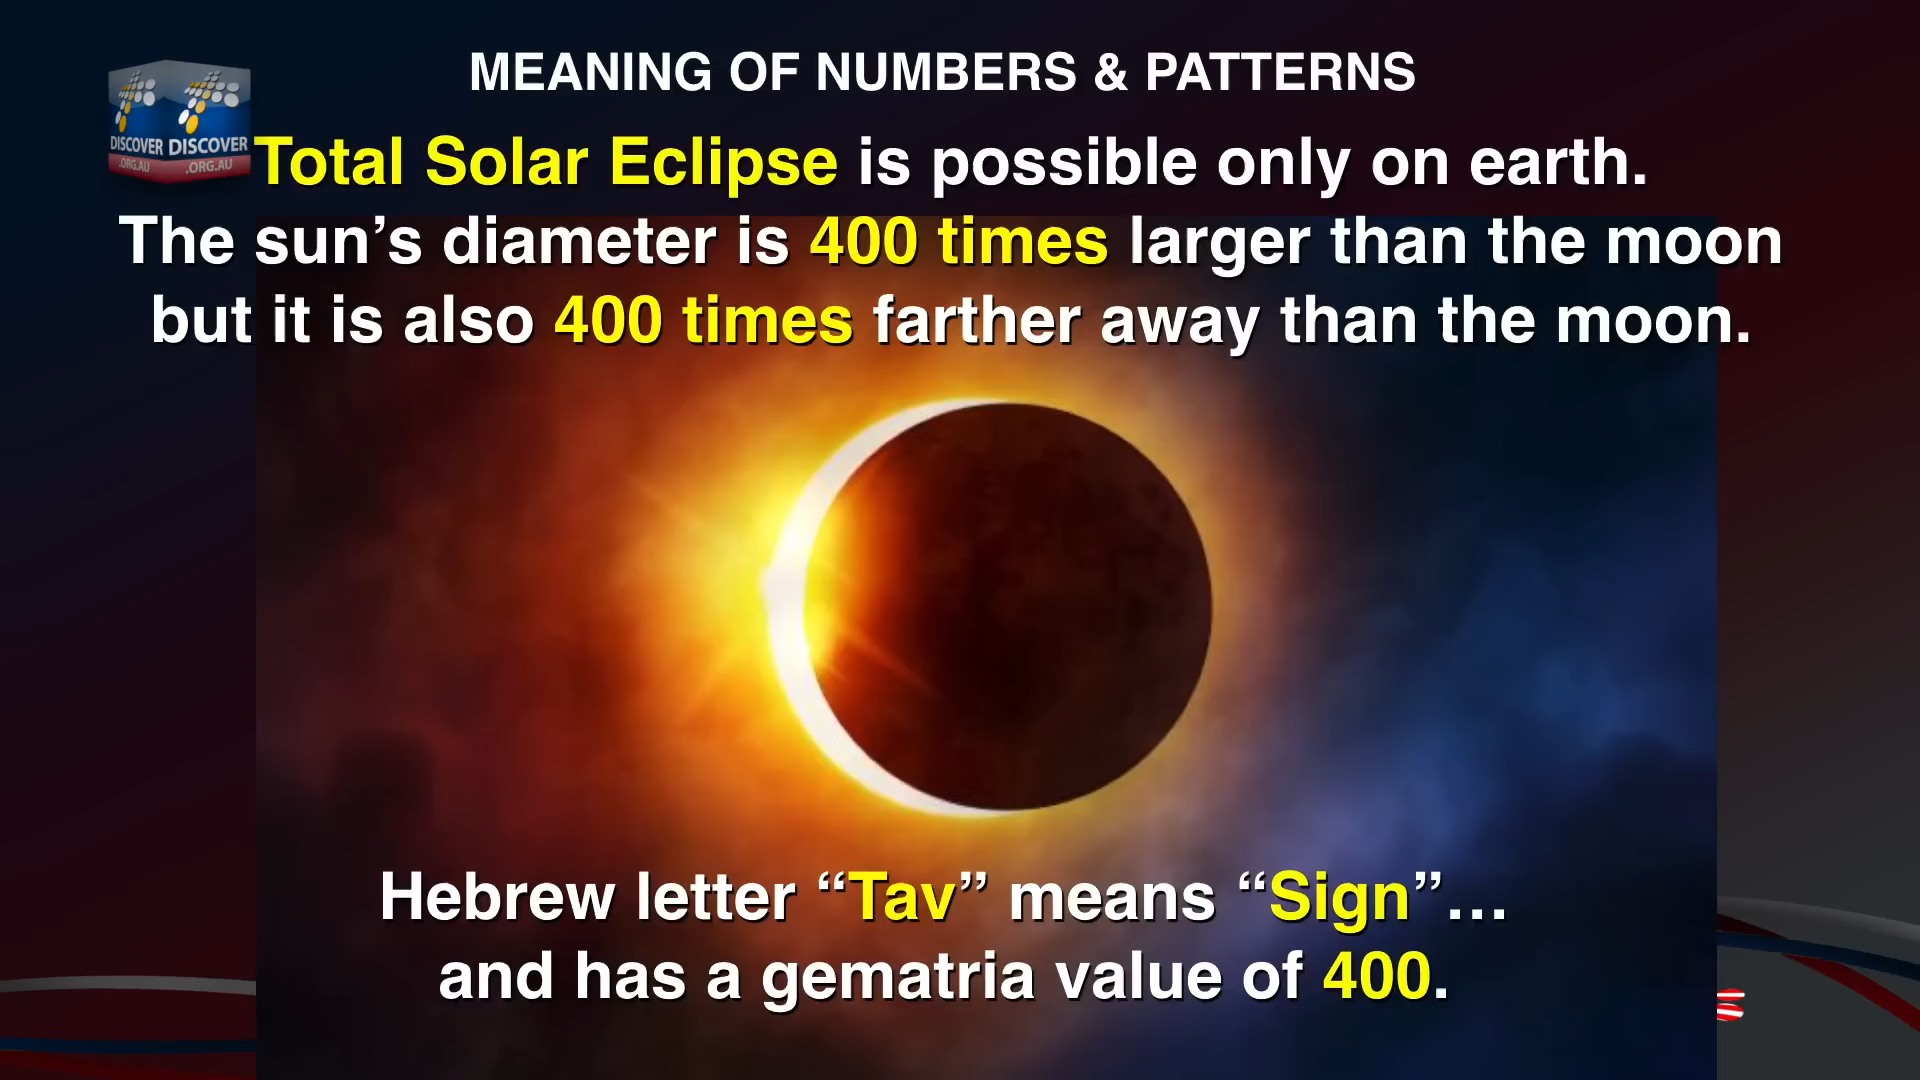 MEANING OF NUMBERS & PATTERNS
DISCOVER DISCOVER
.ORG.AU .ORG.AU
Total Solar Eclipse is possible only on earth.
The sun’s diameter is 400 times larger than the moon
but it is also 400 times farther away than the moon.
Hebrew letter “Tav” means “Sign”…
and has a gematria value of 400.